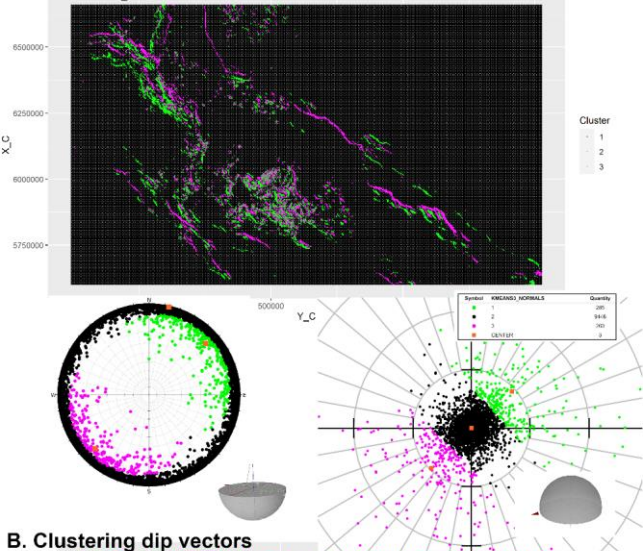 6500000
X_C
6250000
6000000
5750000
Cluster
1
2
3
500000
Y_C
N
W
E
S
Symbol KMEANS3_NORMALS Quantity
1
2
3
CENTER 3
B. Clustering dip vectors